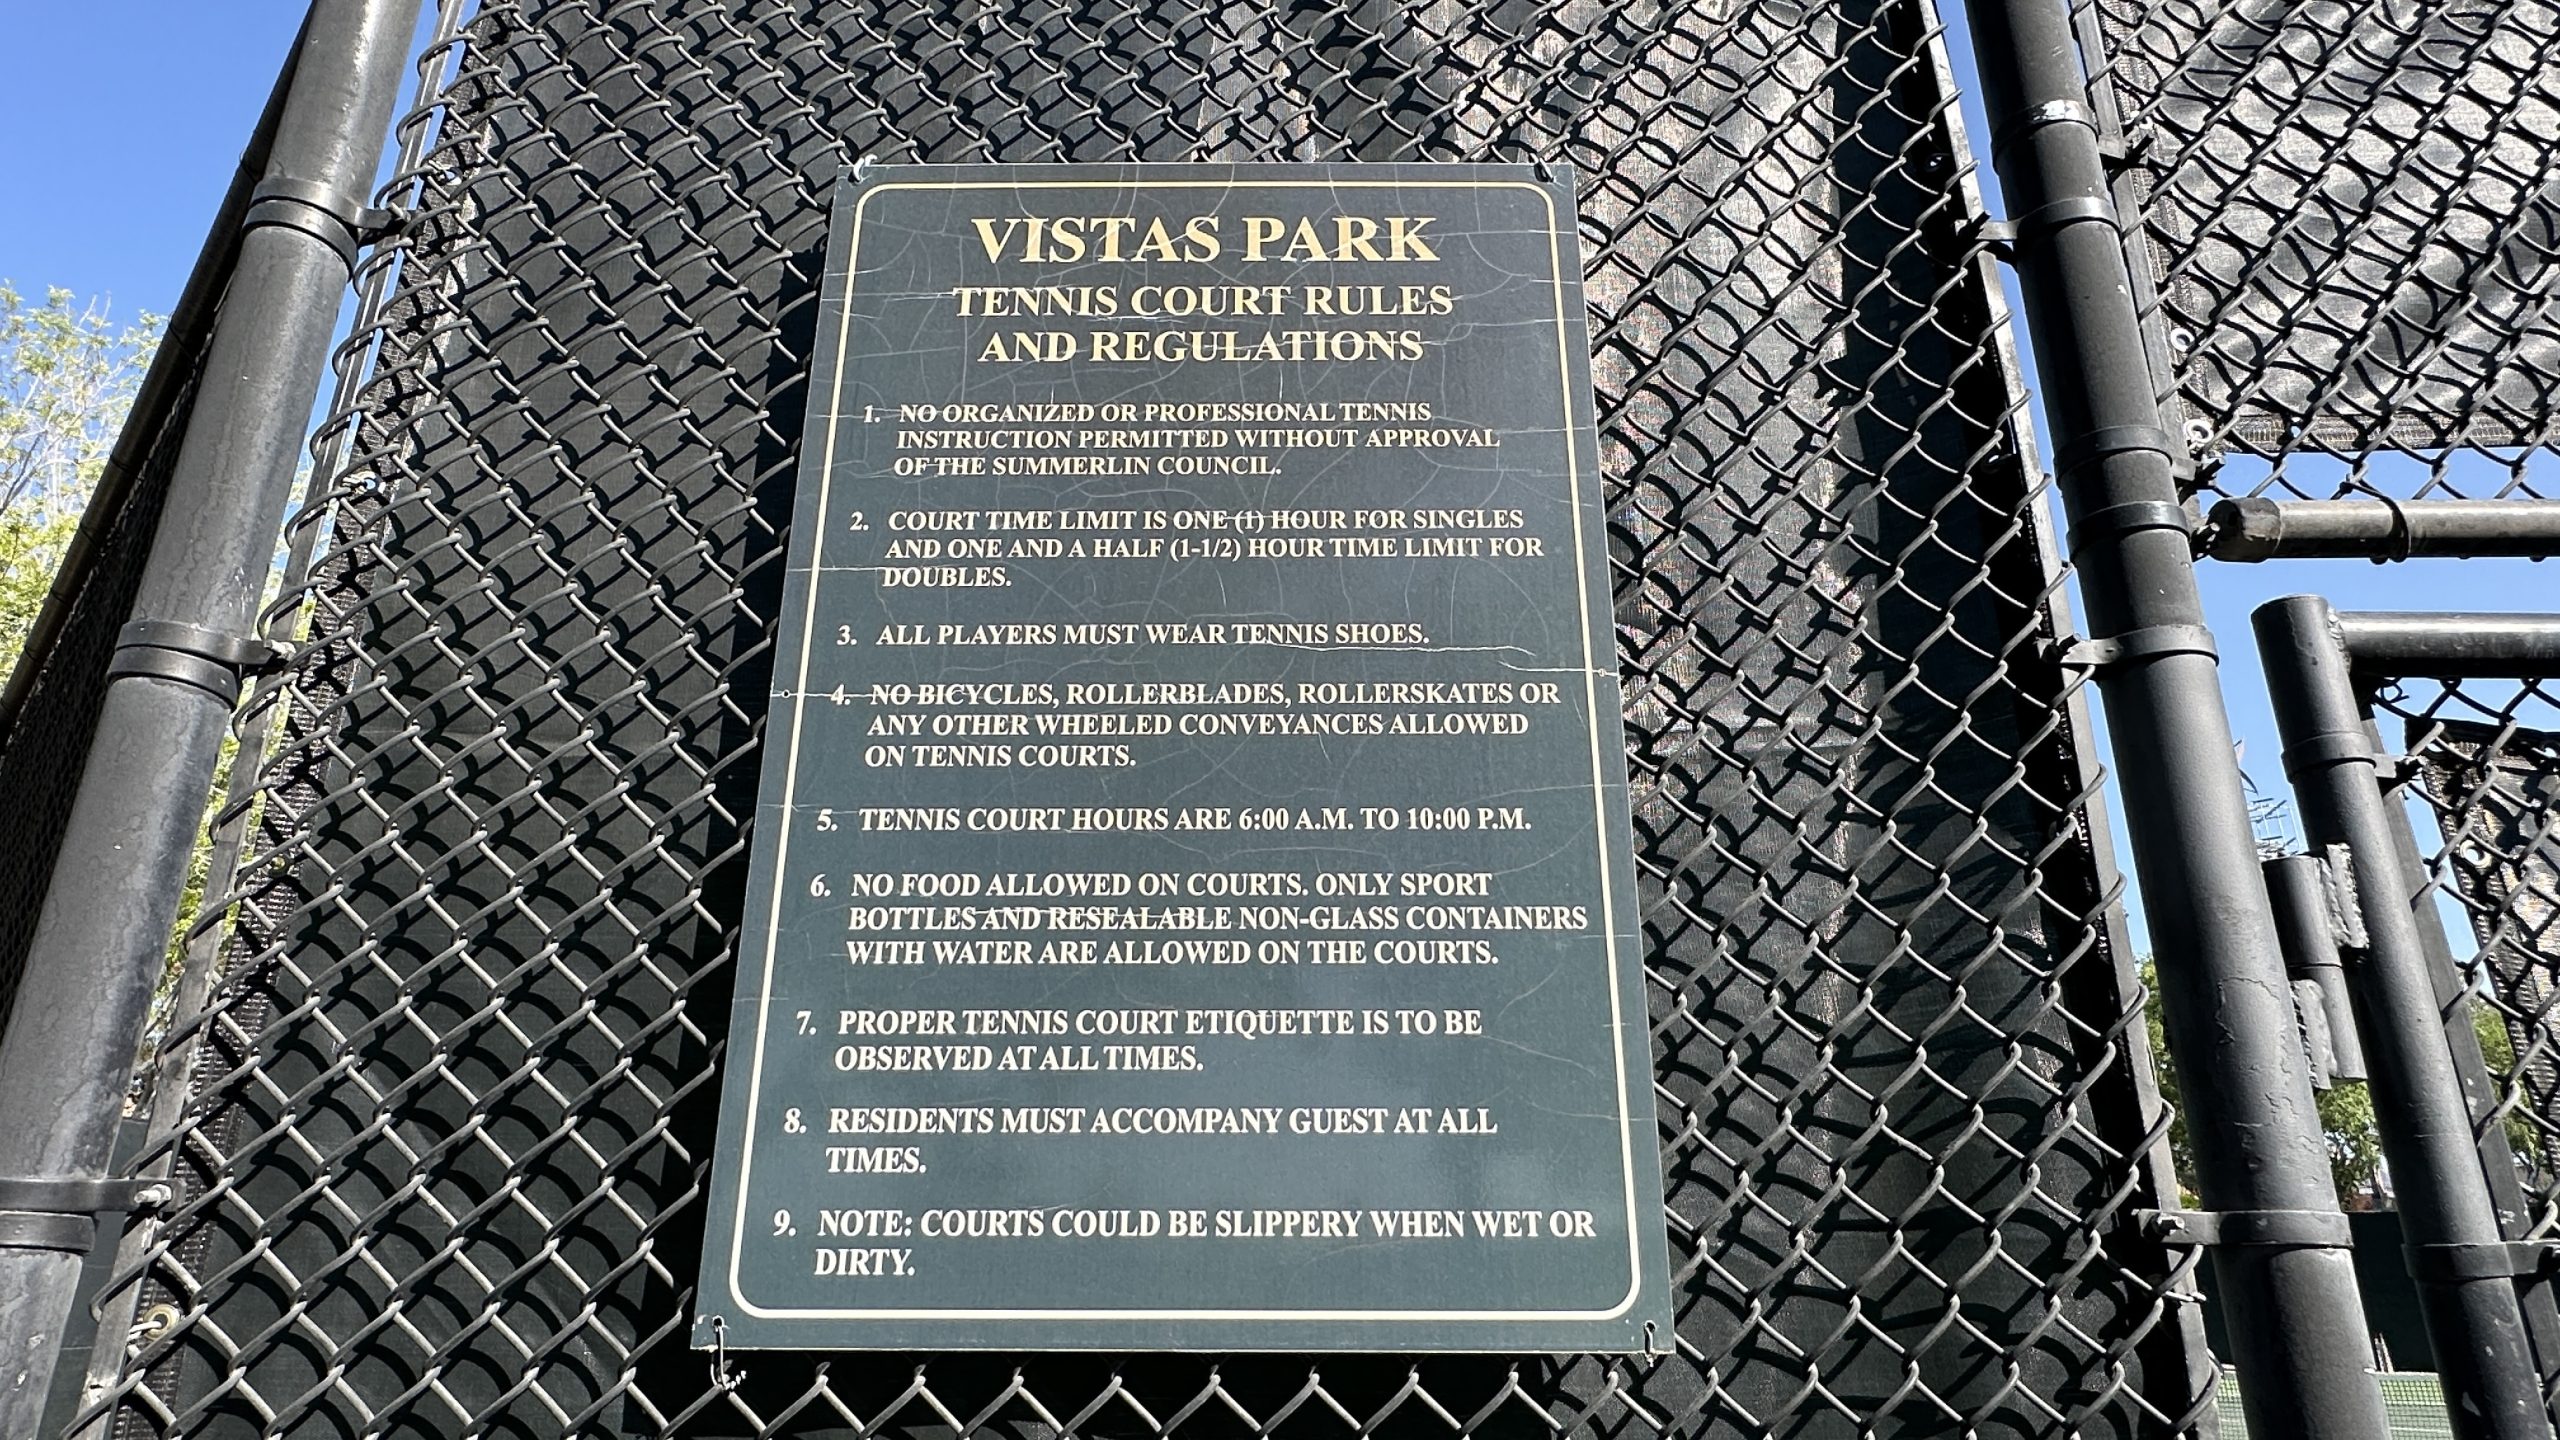 VISTAS PARK
TENNIS COURT RULES
AND REGULATIONS
1. NO ORGANIZED OR PROFESSIONAL TENNIS
INSTRUCTION PERMITTED WITHOUT APPROVAL
OF THE SUMMERLIN COUNCIL.
2. COURT TIME LIMIT IS ONE (1) HOUR FOR SINGLES
AND ONE AND A HALF (1-1/2) HOUR TIME LIMIT FOR
DOUBLES.
3. ALL PLAYERS MUST WEAR TENNIS SHOES.
4. NO BICYCLES, ROLLERBLADES, ROLLERSKATES OR
ANY OTHER WHEELED CONVEYANCES ALLOWED
ON TENNIS COURTS.
5. TENNIS COURT HOURS ARE 6:00 A.M. TO 10:00 P.M.
6. NO FOOD ALLOWED ON COURTS. ONLY SPORT
BOTTLES AND RESEALABLE NON-GLASS CONTAINERS
WITH WATER ARE ALLOWED ON THE COURTS.
7. PROPER TENNIS COURT ETIQUETTE IS TO BE
OBSERVED AT ALL TIMES.
8. RESIDENTS MUST ACCOMPANY GUEST AT ALL
TIMES.
9. NOTE: COURTS COULD BE SLIPPERY WHEN WET OR
DIRTY.